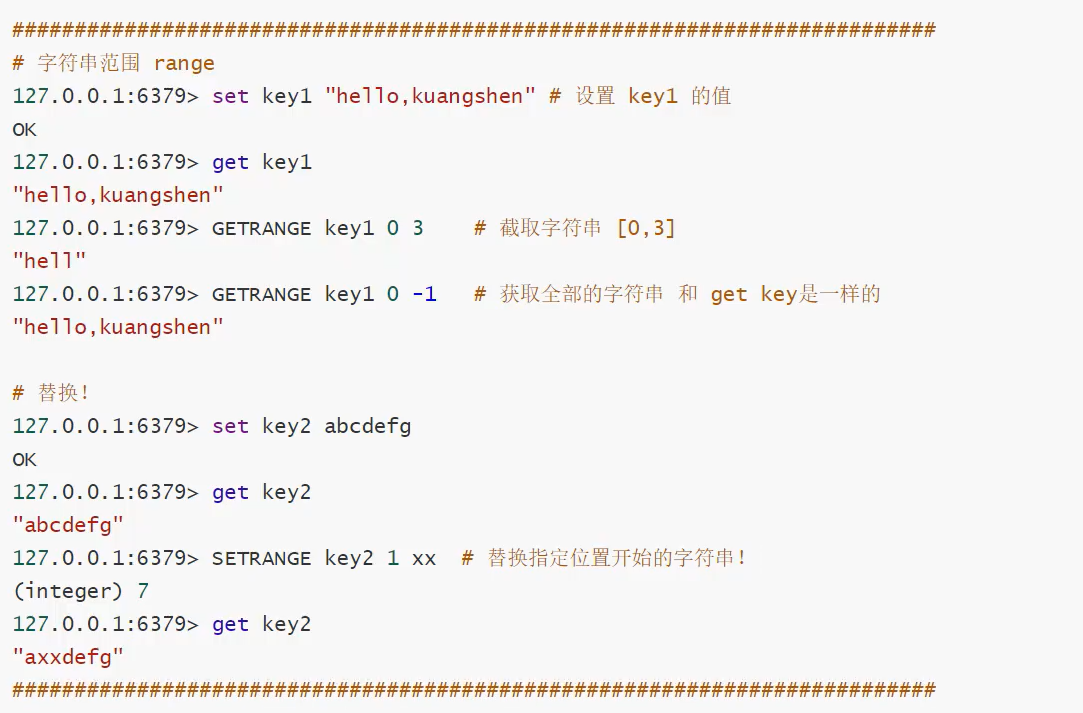 ##########################################################################
# 字符串范围 range
127.0.0.1:6379> set key1 "hello,kuangshen" # 设置 key1 的值
OK
127.0.0.1:6379> get key1
"hello,kuangshen"
127.0.0.1:6379> GETRANGE key1 0 3    # 截取字符串 [0,3]
"hell"
127.0.0.1:6379> GETRANGE key1 0 -1   # 获取全部的字符串 和 get key是一样的
"hello,kuangshen"
# 替换！
127.0.0.1:6379> set key2 abcdefg
OK
127.0.0.1:6379> get key2
"abcdefg"
127.0.0.1:6379> SETRANGE key2 1 xx  # 替换指定位置开始的字符串！
(integer) 7
127.0.0.1:6379> get key2
"axxdefg"
##########################################################################